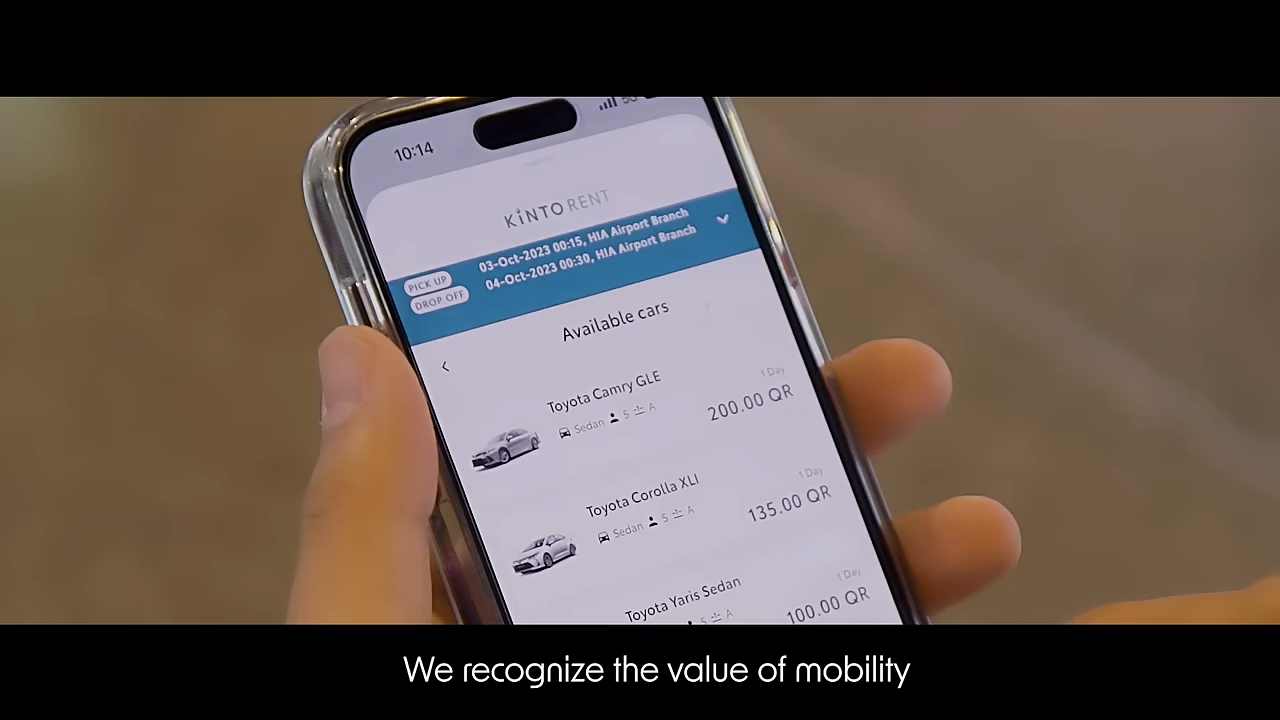 10:14
KiNTO RENT
PICK UP 03-Oct-2023 00:15, HIA Airport Branch
DROP OFF 04-Oct-2023 00:30, HIA Airport Branch
Available cars
Toyota Camry GLE
1 Day
Sedan 5 A
200.00 QR
Toyota Corolla XLI
1 Day
Sedan 5 A
135.00 QR
Toyota Yaris Sedan
1 Day
5 A
100.00 QR
We recognize the value of mobility